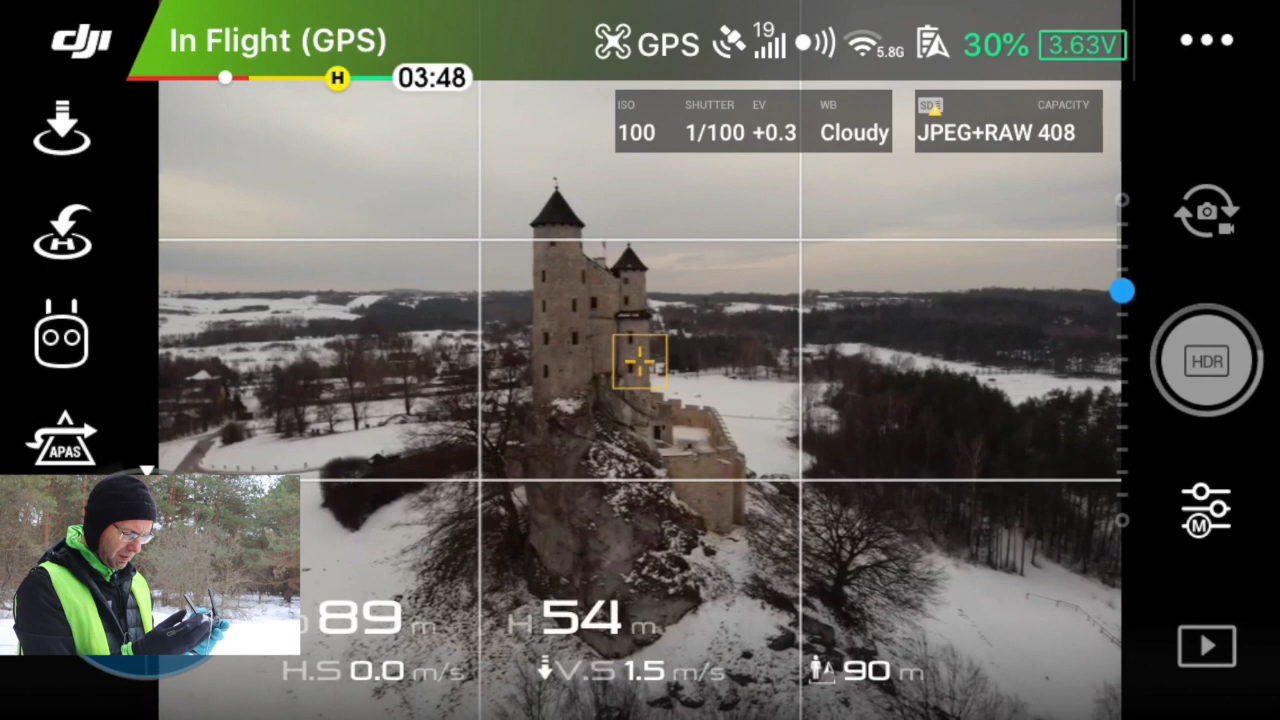 dji
In Flight (GPS)
GPS
19
5.8G
30%
3.63V
H
03:48
ISO
100
SHUTTER
1/100
EV
+0.3
WB
Cloudy
SD
JPEG+RAW
CAPACITY
408
H
APAS
HDR
M
89 m
H 54 m
H.S 0.0 m/s
V.S 1.5 m/s
90 m